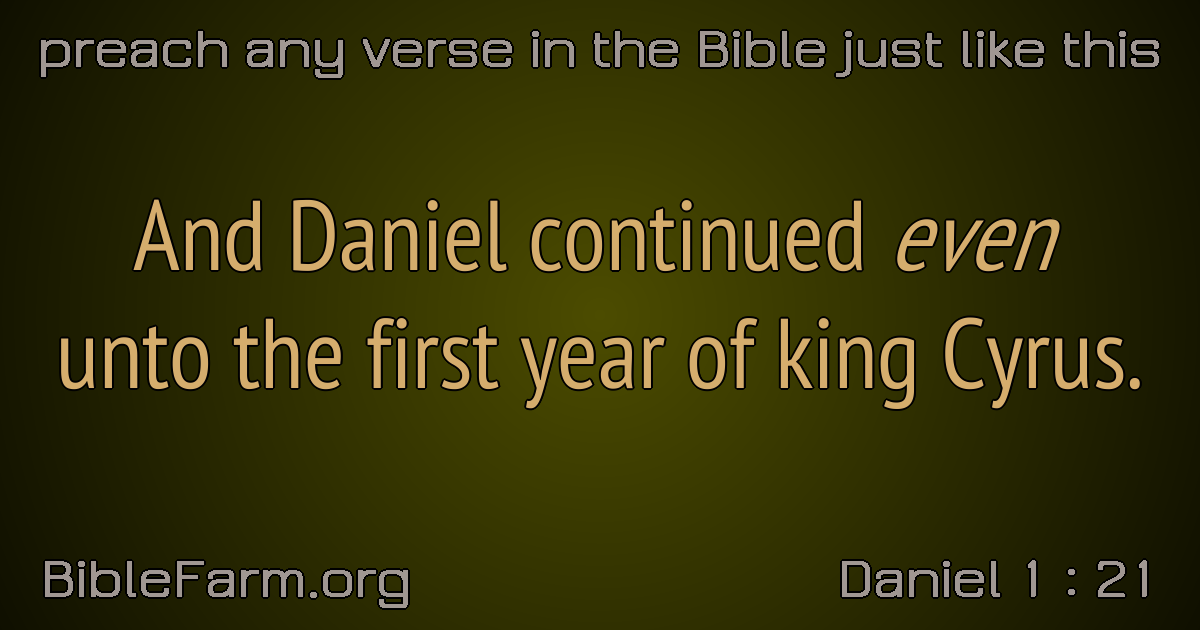 preach any verse in the Bible just like this
And Daniel continued even
unto the first year of king Cyrus.
BibleFarm.org
Daniel 1 : 21